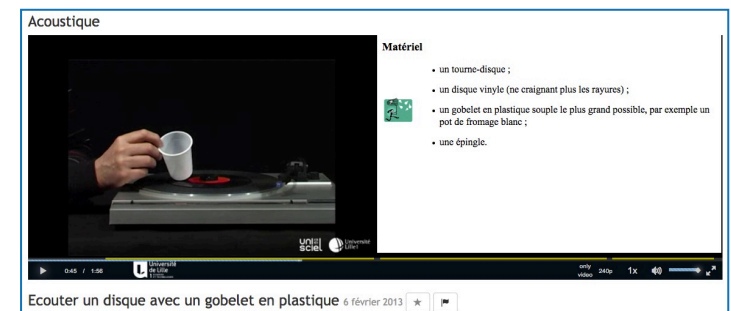 Acoustique
Matériel
• un tourne-disque ;
• un disque vinyle (ne craignant plus les rayures) ;
• un gobelet en plastique souple le plus grand possible, par exemple un
pot de fromage blanc ;
• une épingle.
Université
0:45 / 1:56
Université
de Lille
only
video
240p
1x
Ecouter un disque avec un gobelet en plastique 6 février 2013